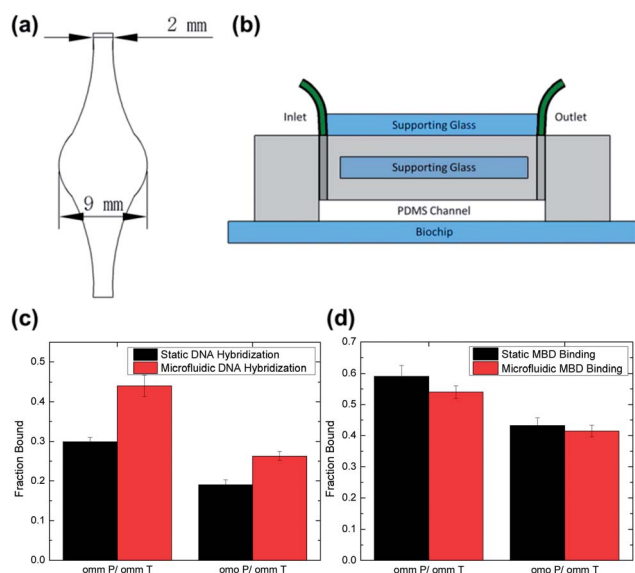 (a)
2 mm
9 mm
(b)
Inlet
Outlet
Supporting Glass
Supporting Glass
PDMS Channel
Biochip
(c)
Static DNA Hybridization
Microfluidic DNA Hybridization
Fraction Bound
0.5
0.4
0.3
0.2
0.1
0.0
omm P/ omm T
omo P/ omm T
(d)
Static MBD Binding
Microfluidic MBD Binding
Fraction Bound
0.7
0.6
0.5
0.4
0.3
0.2
0.1
0.0
omm P/ omm T
omo P/ omm T